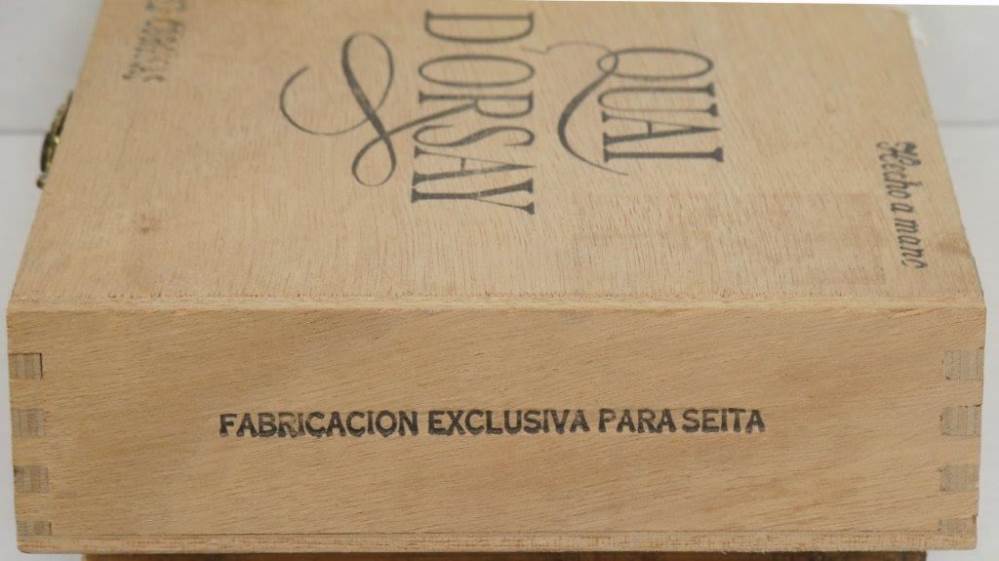 QUAI
D'ORSAY
Hecho a mano
FABRICACION EXCLUSIVA PARA SEITA